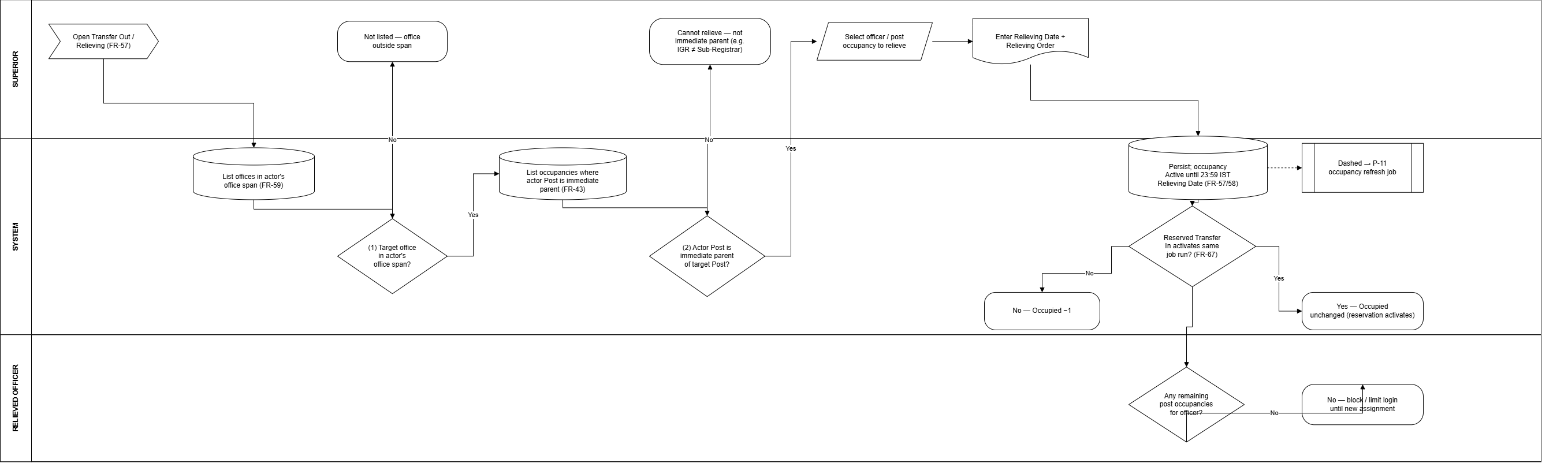 SUPERIOR
Open Transfer Out /
Relieving (FR-57)
Not listed — office
outside span
Cannot relieve — not
immediate parent (e.g.
IGR ≠ Sub-Registrar)
Select officer / post
occupancy to relieve
Enter Relieving Date +
Relieving Order
No
No
Yes
SYSTEM
List offices in actor's
office span (FR-59)
List occupancies where
actor Post is immediate
parent (FR-43)
Persist; occupancy
Active until 23:59 IST
Relieving Date (FR-57/58)
Dashed → P-11
occupancy refresh job
Yes
(1) Target office
in actor's
office span?
(2) Actor Post is
immediate parent
of target Post?
Reserved Transfer
In activates same
job run? (FR-67)
No
Yes
No — Occupied −1
Yes — Occupied
unchanged (reservation activates)
RELIEVED OFFICER
Any remaining
post occupancies
for officer?
No
No — block / limit login
until new assignment